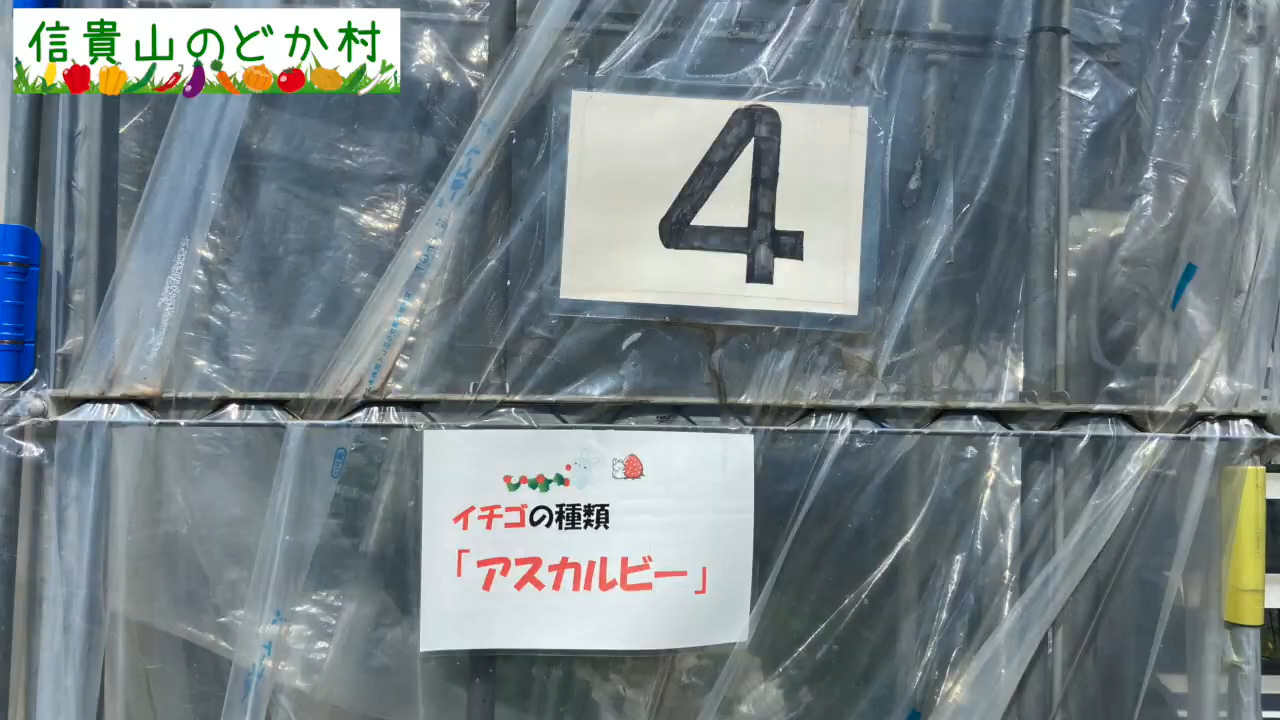 信貴山のどか村
4
イチゴの種類
「アスカルビー」